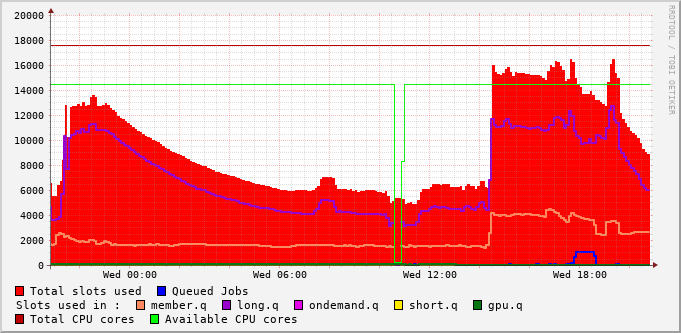 RRDTOOL / TOBI OETIKER
20000
18000
16000
14000
12000
10000
8000
6000
4000
2000
0
Wed 00:00 Wed 06:00 Wed 12:00 Wed 18:00
Total slots used Queued Jobs
Slots used in : member.q long.q ondemand.q short.q gpu.q
Total CPU cores Available CPU cores